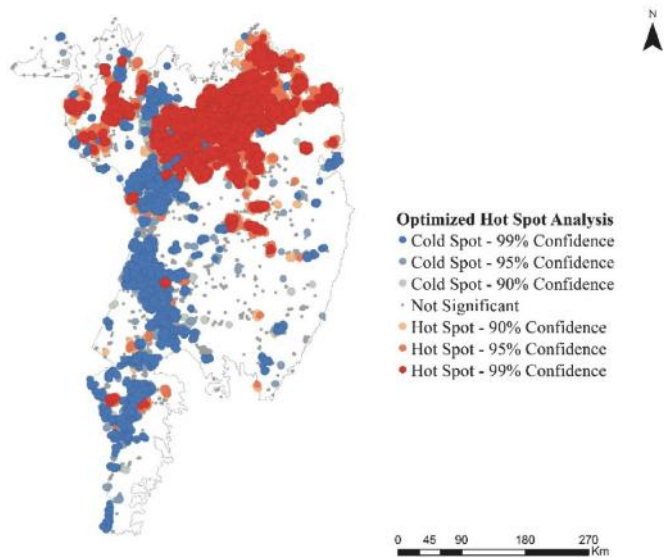 N
Optimized Hot Spot Analysis
Cold Spot - 99% Confidence
Cold Spot - 95% Confidence
Cold Spot - 90% Confidence
Not Significant
Hot Spot - 90% Confidence
Hot Spot - 95% Confidence
Hot Spot - 99% Confidence
0 45 90 180 270
Km